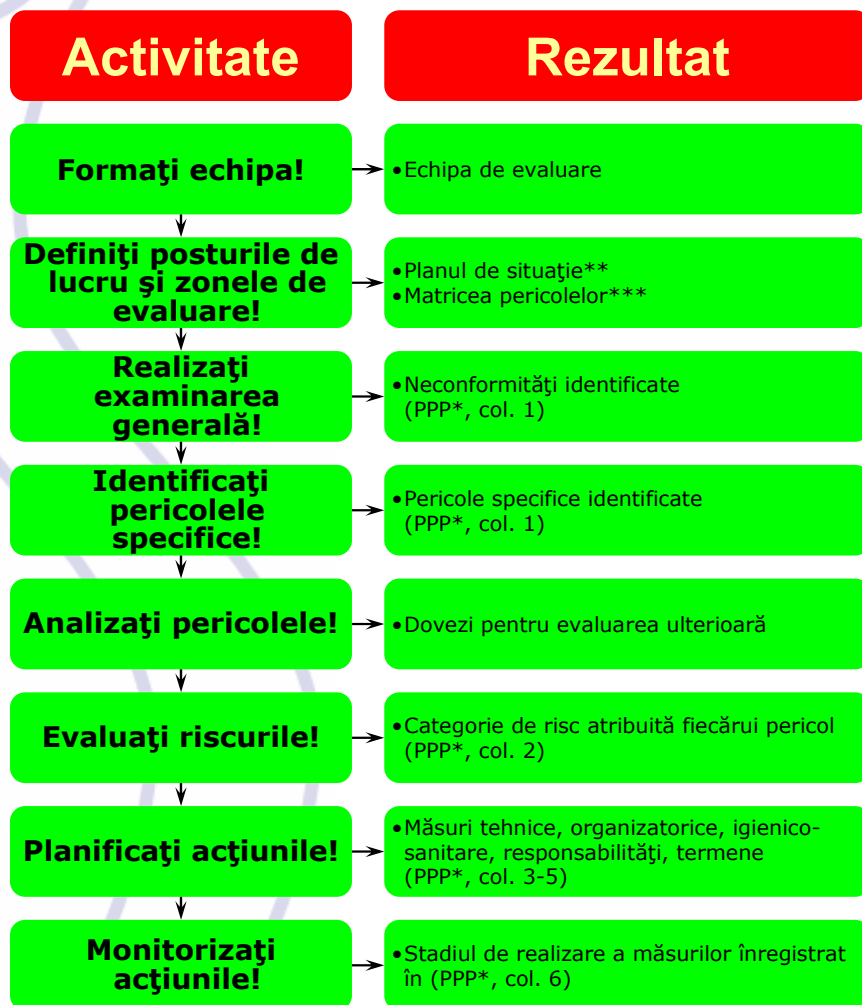 Activitate
Rezultat
Formaţi echipa!
•Echipa de evaluare
Definiţi posturile de
lucru şi zonele de
evaluare!
•Planul de situaţie**
•Matricea pericolelor***
Realizaţi
examinarea
generală!
•Neconformităţi identificate
(PPP*, col. 1)
Identificaţi
pericolele
specifice!
•Pericole specifice identificate
(PPP*, col. 1)
Analizaţi pericolele!
•Dovezi pentru evaluarea ulterioară
Evaluaţi riscurile!
•Categorie de risc atribuită fiecărui pericol
(PPP*, col. 2)
Planificaţi acţiunile!
•Măsuri tehnice, organizatorice, igienico-
sanitare, responsabilităţi, termene
(PPP*, col. 3-5)
Monitorizaţi
acţiunile!
•Stadiul de realizare a măsurilor înregistrat
în (PPP*, col. 6)